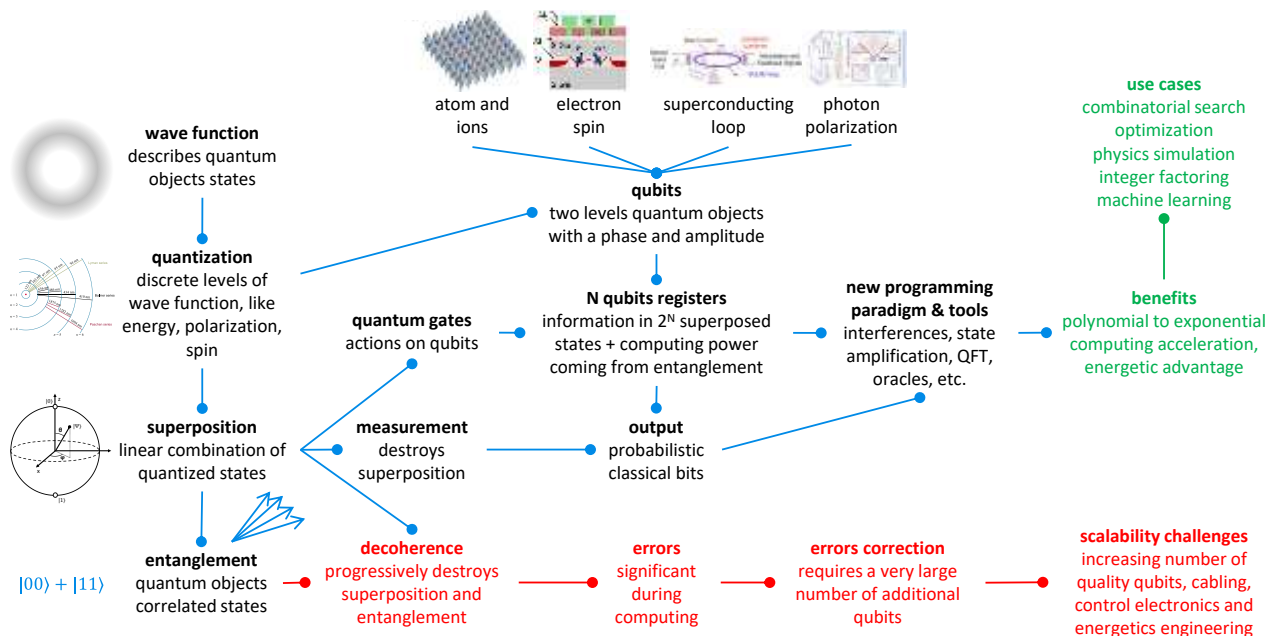 atom and
ions
electron
spin
superconducting
loop
photon
polarization
use cases
combinatorial search
optimization
physics simulation
integer factoring
machine learning
wave function
describes quantum
objects states
qubits
two levels quantum objects
with a phase and amplitude
quantization
discrete levels of
wave function, like
energy, polarization,
spin
quantum gates
actions on qubits
N qubits registers
information in 2ᴺ superposed
states + computing power
coming from entanglement
new programming
paradigm & tools
interferences, state
amplification, QFT,
oracles, etc.
benefits
polynomial to exponential
computing acceleration,
energetic advantage
superposition
linear combination of
quantized states
measurement
destroys
superposition
output
probabilistic
classical bits
|00⟩ + |11⟩
entanglement
quantum objects
correlated states
decoherence
progressively destroys
superposition and
entanglement
errors
significant
during
computing
errors correction
requires a very large
number of additional
qubits
scalability challenges
increasing number of
quality qubits, cabling,
control electronics and
energetics engineering